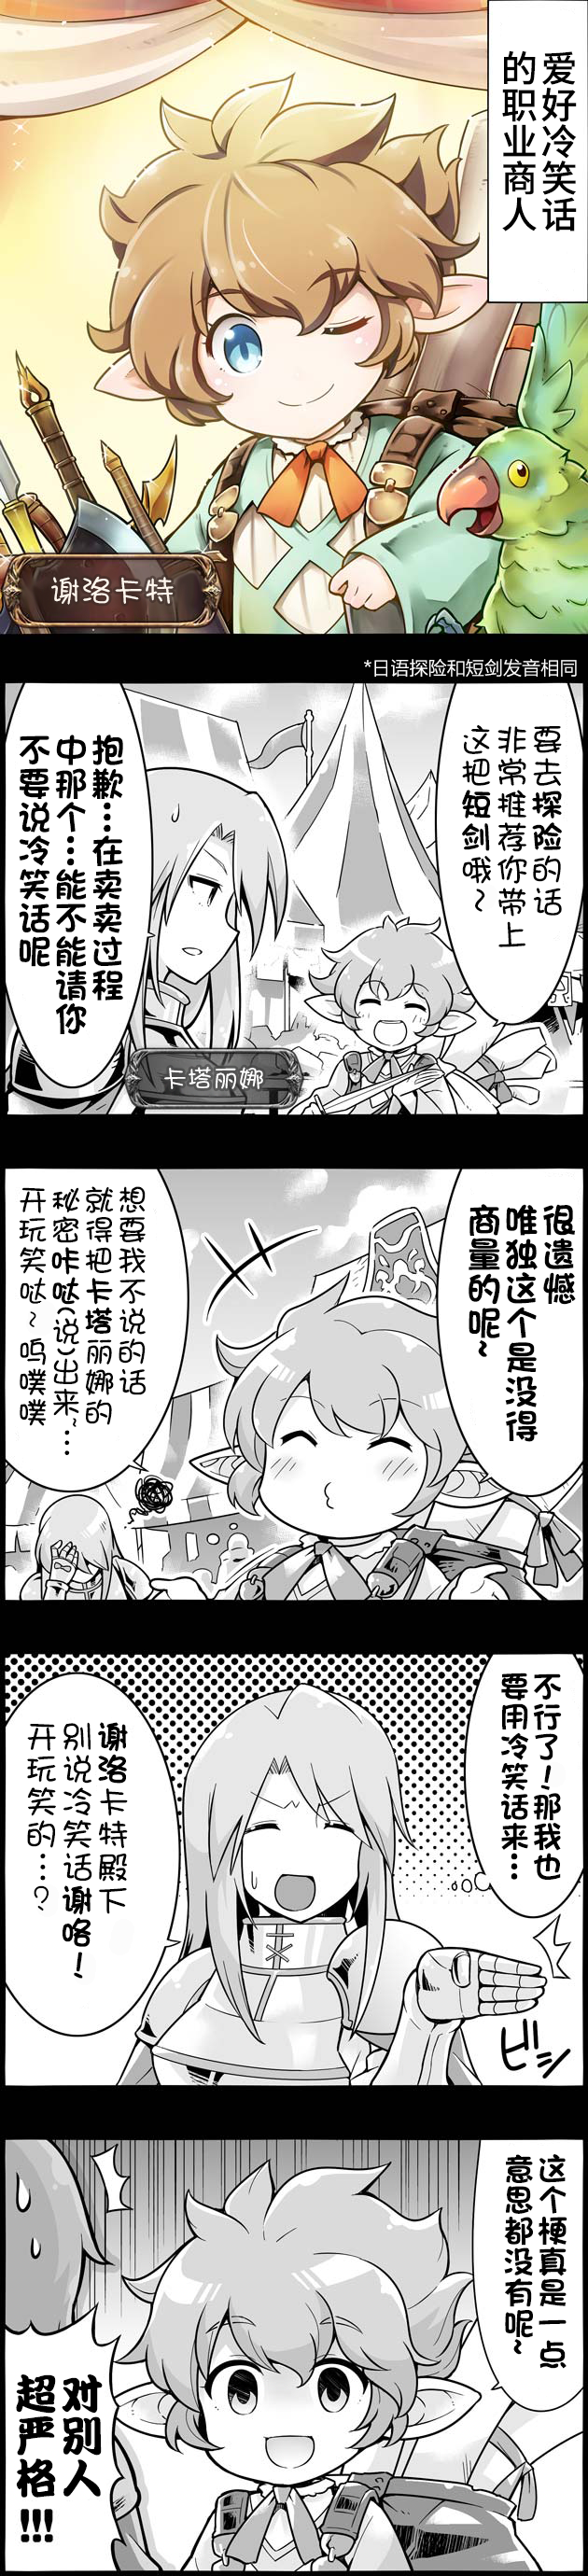 爱好冷笑话
的职业商人
谢洛卡特
*日语探险和短剑发音相同
要去探险的话
非常推荐你带上
这把短剑哦~
抱歉…在卖卖过程
中那个…能不能请你
不要说冷笑话呢
卡塔丽娜
很遗憾
唯独这个是没得
商量的呢~
想要我不说的话
就得把卡塔丽娜的
秘密咔哒(说)出来~…
开玩笑哒~呜噗噗
不行了!那我也
要用冷笑话来…
谢洛卡特殿下
别说冷笑话谢咯!
开玩笑的…?
ビシ
这个梗真是一点
意思都没有呢~
对别人
超严格
!!!